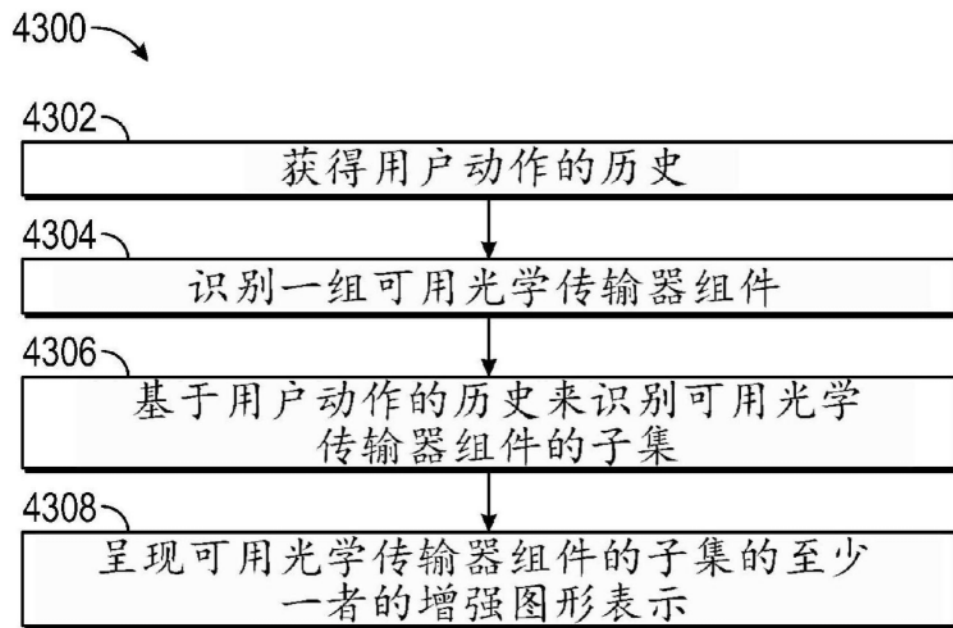 4300
4302
获得用户动作的历史
4304
识别一组可用光学传输器组件
4306
基于用户动作的历史来识别可用光学
传输器组件的子集
4308
呈现可用光学传输器组件的子集的至少
一者的增强图形表示